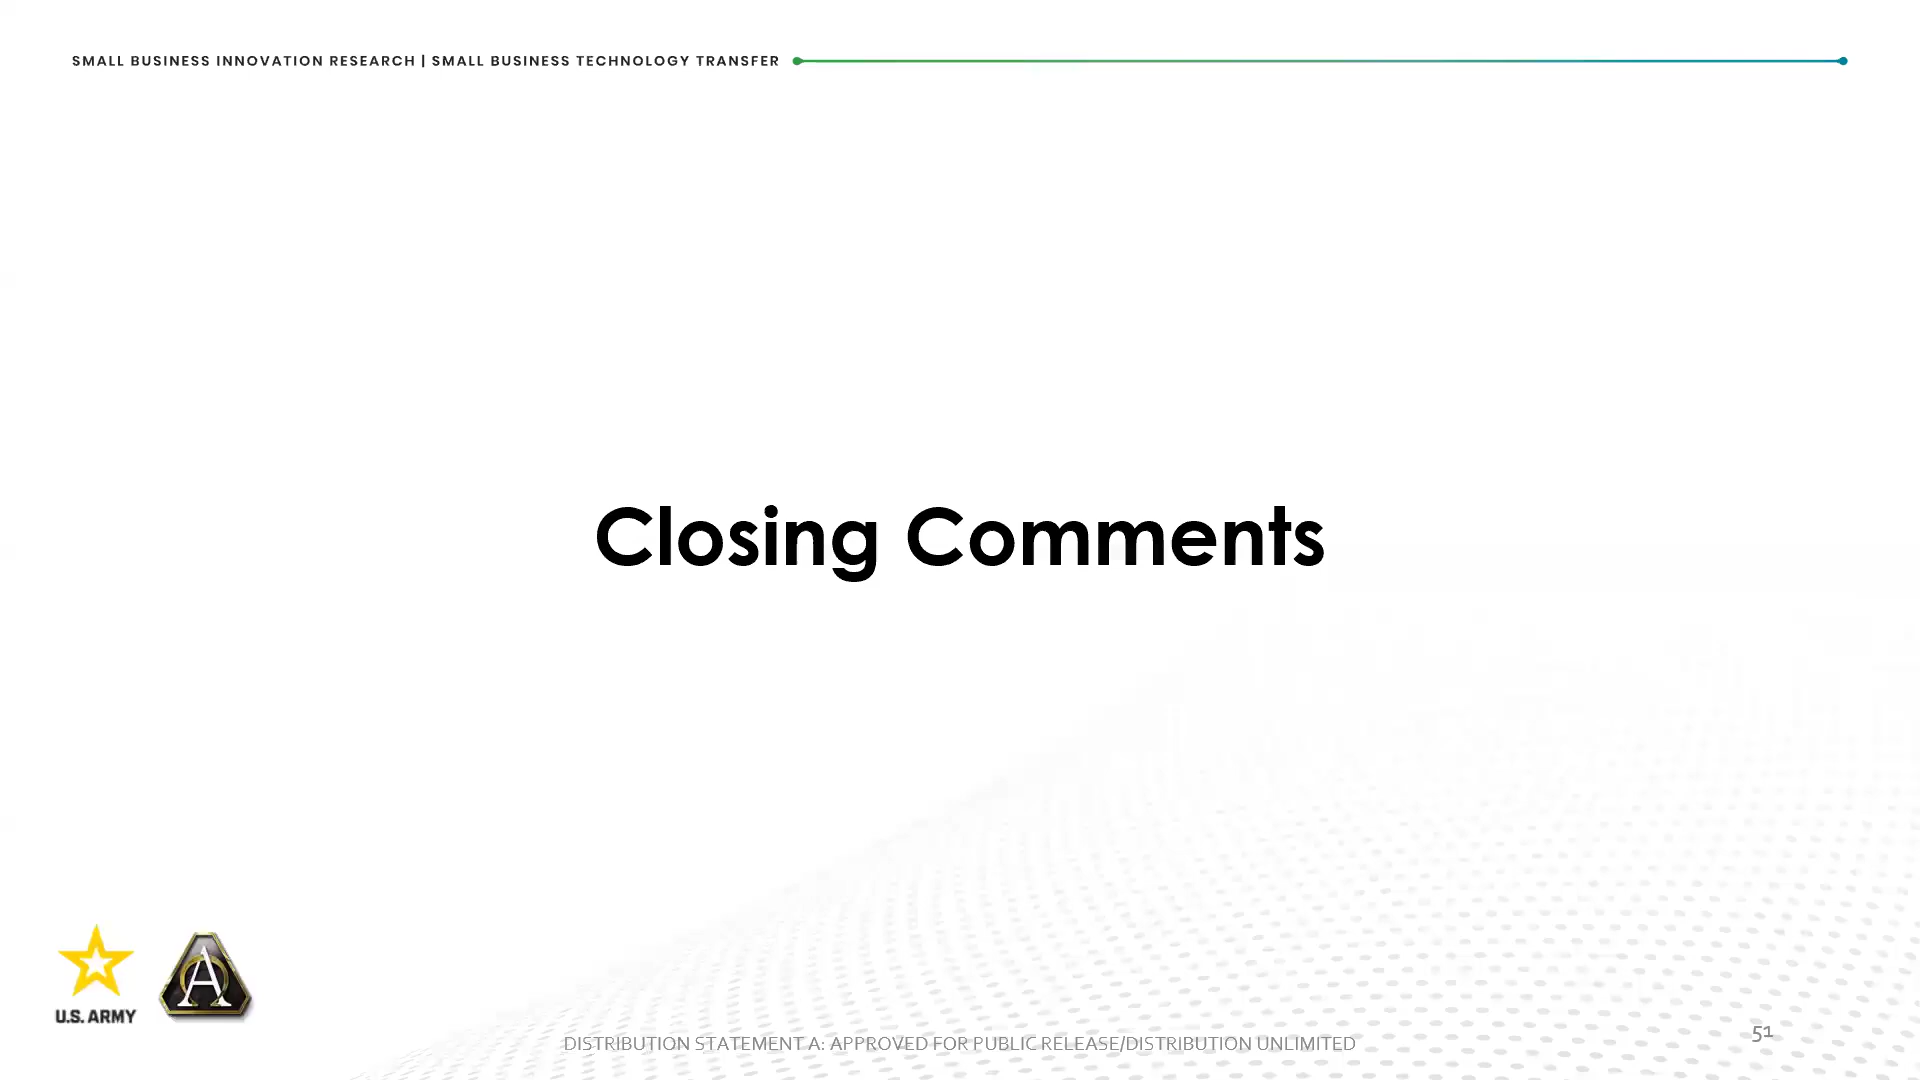 SMALL BUSINESS INNOVATION RESEARCH | SMALL BUSINESS TECHNOLOGY TRANSFER
Closing Comments
U.S. ARMY
AΩ
DISTRIBUTION STATEMENT A: APPROVED FOR PUBLIC RELEASE/DISTRIBUTION UNLIMITED
51